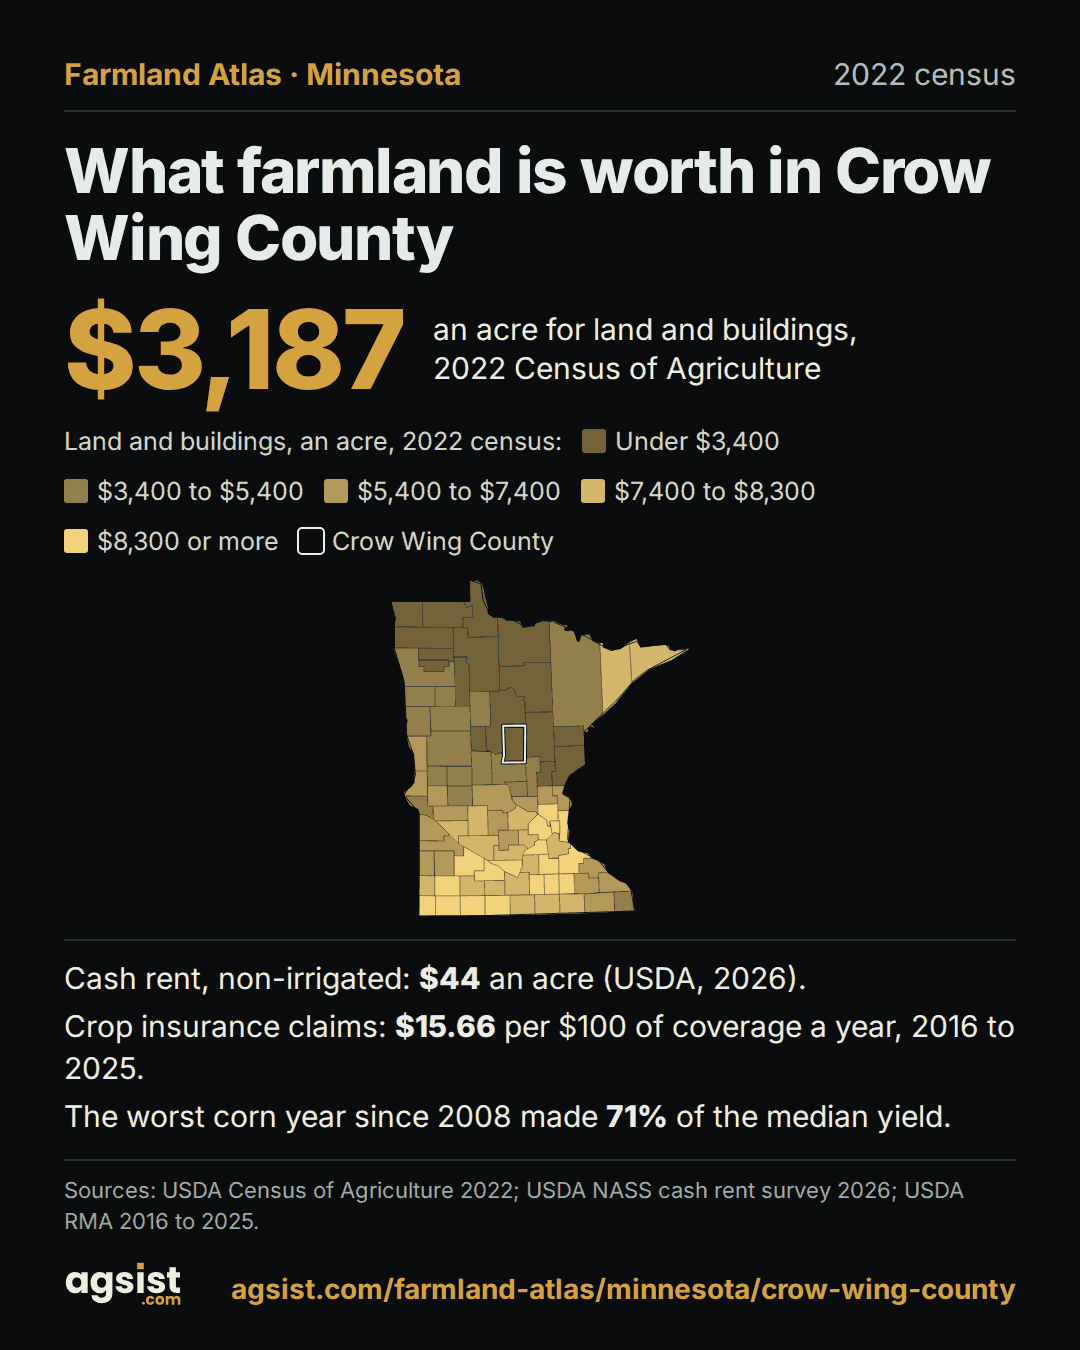 Farmland Atlas · Minnesota
2022 census
What farmland is worth in Crow
Wing County
$3,187
an acre for land and buildings,
2022 Census of Agriculture
Land and buildings, an acre, 2022 census:
Under $3,400
$3,400 to $5,400
$5,400 to $7,400
$7,400 to $8,300
$8,300 or more
Crow Wing County
Cash rent, non-irrigated: $44 an acre (USDA, 2026).
Crop insurance claims: $15.66 per $100 of coverage a year, 2016 to
2025.
The worst corn year since 2008 made 71% of the median yield.
Sources: USDA Census of Agriculture 2022; USDA NASS cash rent survey 2026; USDA
RMA 2016 to 2025.
agsist
.com
agsist.com/farmland-atlas/minnesota/crow-wing-county